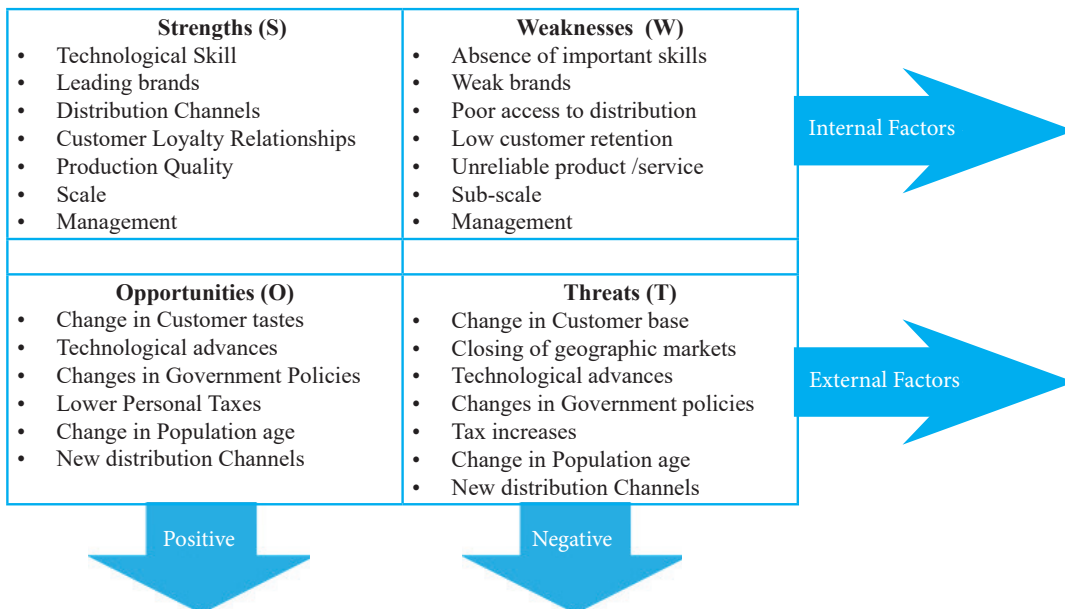 Strengths (S)
• Technological Skill
• Leading brands
• Distribution Channels
• Customer Loyalty Relationships
• Production Quality
• Scale
• Management
Weaknesses (W)
• Absence of important skills
• Weak brands
• Poor access to distribution
• Low customer retention
• Unreliable product /service
• Sub-scale
• Management
Internal Factors
Opportunities (O)
• Change in Customer tastes
• Technological advances
• Changes in Government Policies
• Lower Personal Taxes
• Change in Population age
• New distribution Channels
Threats (T)
• Change in Customer base
• Closing of geographic markets
• Technological advances
• Changes in Government policies
• Tax increases
• Change in Population age
• New distribution Channels
External Factors
Positive
Negative